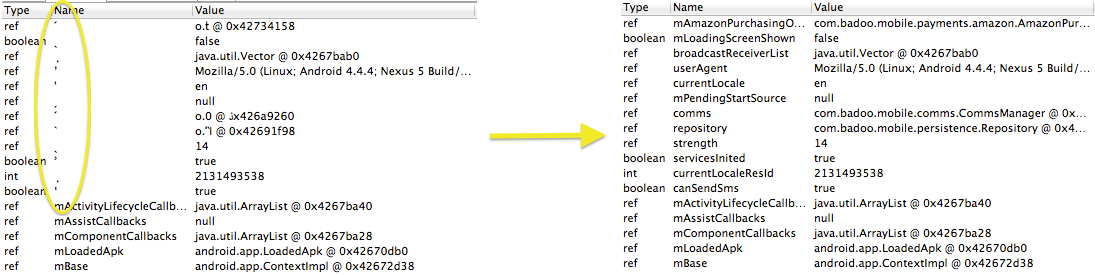 Type Name Value
ref ` o.t @ 0x42734158
boolean false
ref java.util.Vector @ 0x4267bab0
ref ' Mozilla/5.0 (Linux; Android 4.4.4; Nexus 5 Build/...
ref ' en
ref null
ref o.0 @ 0x426a9260
ref ` @ 0x42691f98
ref 14
boolean true
int 2131493538
boolean ' true
ref mActivityLifecycleCallb... java.util.ArrayList @ 0x4267ba40
ref mAssistCallbacks null
ref mComponentCallbacks java.util.ArrayList @ 0x4267ba28
ref mLoadedApk android.app.LoadedApk @ 0x42670db0
ref mBase android.app.ContextImpl @ 0x42672d38
Type Name Value
ref mAmazonPurchasingO... com.badoo.mobile.payments.amazon.AmazonPur...
boolean mLoadingScreenShown false
ref broadcastReceiverList java.util.Vector @ 0x4267bab0
ref userAgent Mozilla/5.0 (Linux; Android 4.4.4; Nexus 5 Build/...
ref currentLocale en
ref mPendingStartSource null
ref comms com.badoo.mobile.comms.CommsManager @ 0x...
ref repository com.badoo.mobile.persistence.Repository @ 0x4...
ref strength 14
boolean servicesInited true
int currentLocaleResId 2131493538
boolean canSendSms true
ref mActivityLifecycleCallb... java.util.ArrayList @ 0x4267ba40
ref mAssistCallbacks null
ref mComponentCallbacks java.util.ArrayList @ 0x4267ba28
ref mLoadedApk android.app.LoadedApk @ 0x42670db0
ref mBase android.app.ContextImpl @ 0x42672d38